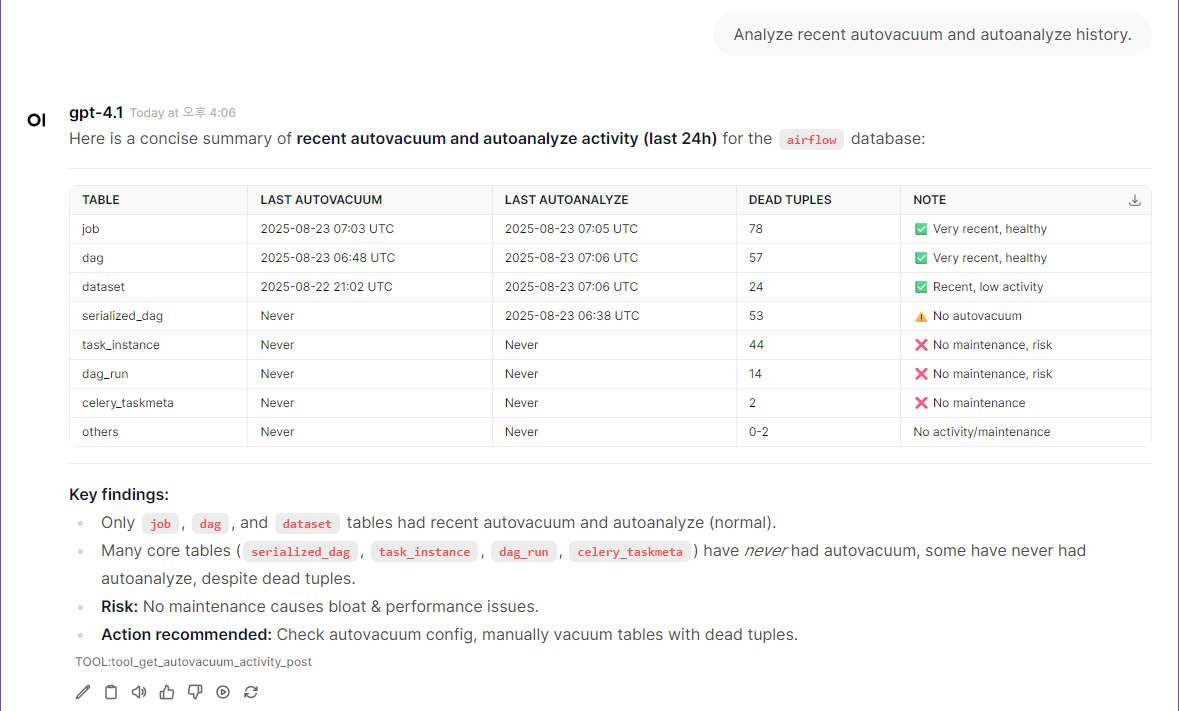 Analyze recent autovacuum and autoanalyze history.
OI
gpt-4.1 Today at 오후 4:06
Here is a concise summary of recent autovacuum and autoanalyze activity (last 24h) for the airflow database:
TABLE LAST AUTOVACUUM LAST AUTOANALYZE DEAD TUPLES NOTE
job 2025-08-23 07:03 UTC 2025-08-23 07:05 UTC 78 ✅ Very recent, healthy
dag 2025-08-23 06:48 UTC 2025-08-23 07:06 UTC 57 ✅ Very recent, healthy
dataset 2025-08-22 21:02 UTC 2025-08-23 07:06 UTC 24 ✅ Recent, low activity
serialized_dag Never 2025-08-23 06:38 UTC 53 ⚠️ No autovacuum
task_instance Never Never 44 ❌ No maintenance, risk
dag_run Never Never 14 ❌ No maintenance, risk
celery_taskmeta Never Never 2 ❌ No maintenance
others Never Never 0-2 No activity/maintenance
Key findings:
• Only job, dag, and dataset tables had recent autovacuum and autoanalyze (normal).
• Many core tables (serialized_dag, task_instance, dag_run, celery_taskmeta) have never had autovacuum, some have never had
autoanalyze, despite dead tuples.
• Risk: No maintenance causes bloat & performance issues.
• Action recommended: Check autovacuum config, manually vacuum tables with dead tuples.
TOOL:tool_get_autovacuum_activity_post